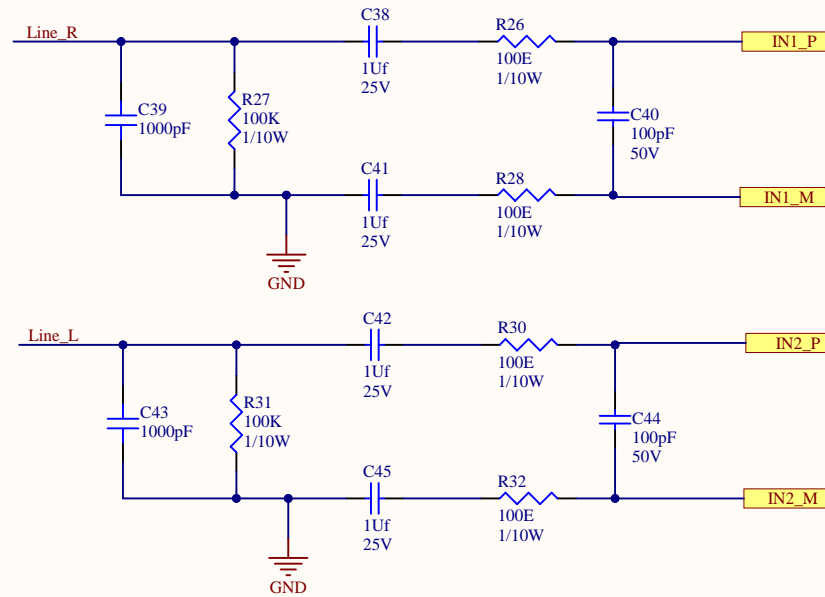 Line_R
C38
1Uf
25V
R26
100E
1/10W
IN1_P
C39
1000pF
R27
100K
1/10W
C40
100pF
50V
C41
1Uf
25V
R28
100E
1/10W
IN1_M
GND
Line_L
C42
1Uf
25V
R30
100E
1/10W
IN2_P
C43
1000pF
R31
100K
1/10W
C44
100pF
50V
C45
1Uf
25V
R32
100E
1/10W
IN2_M
GND